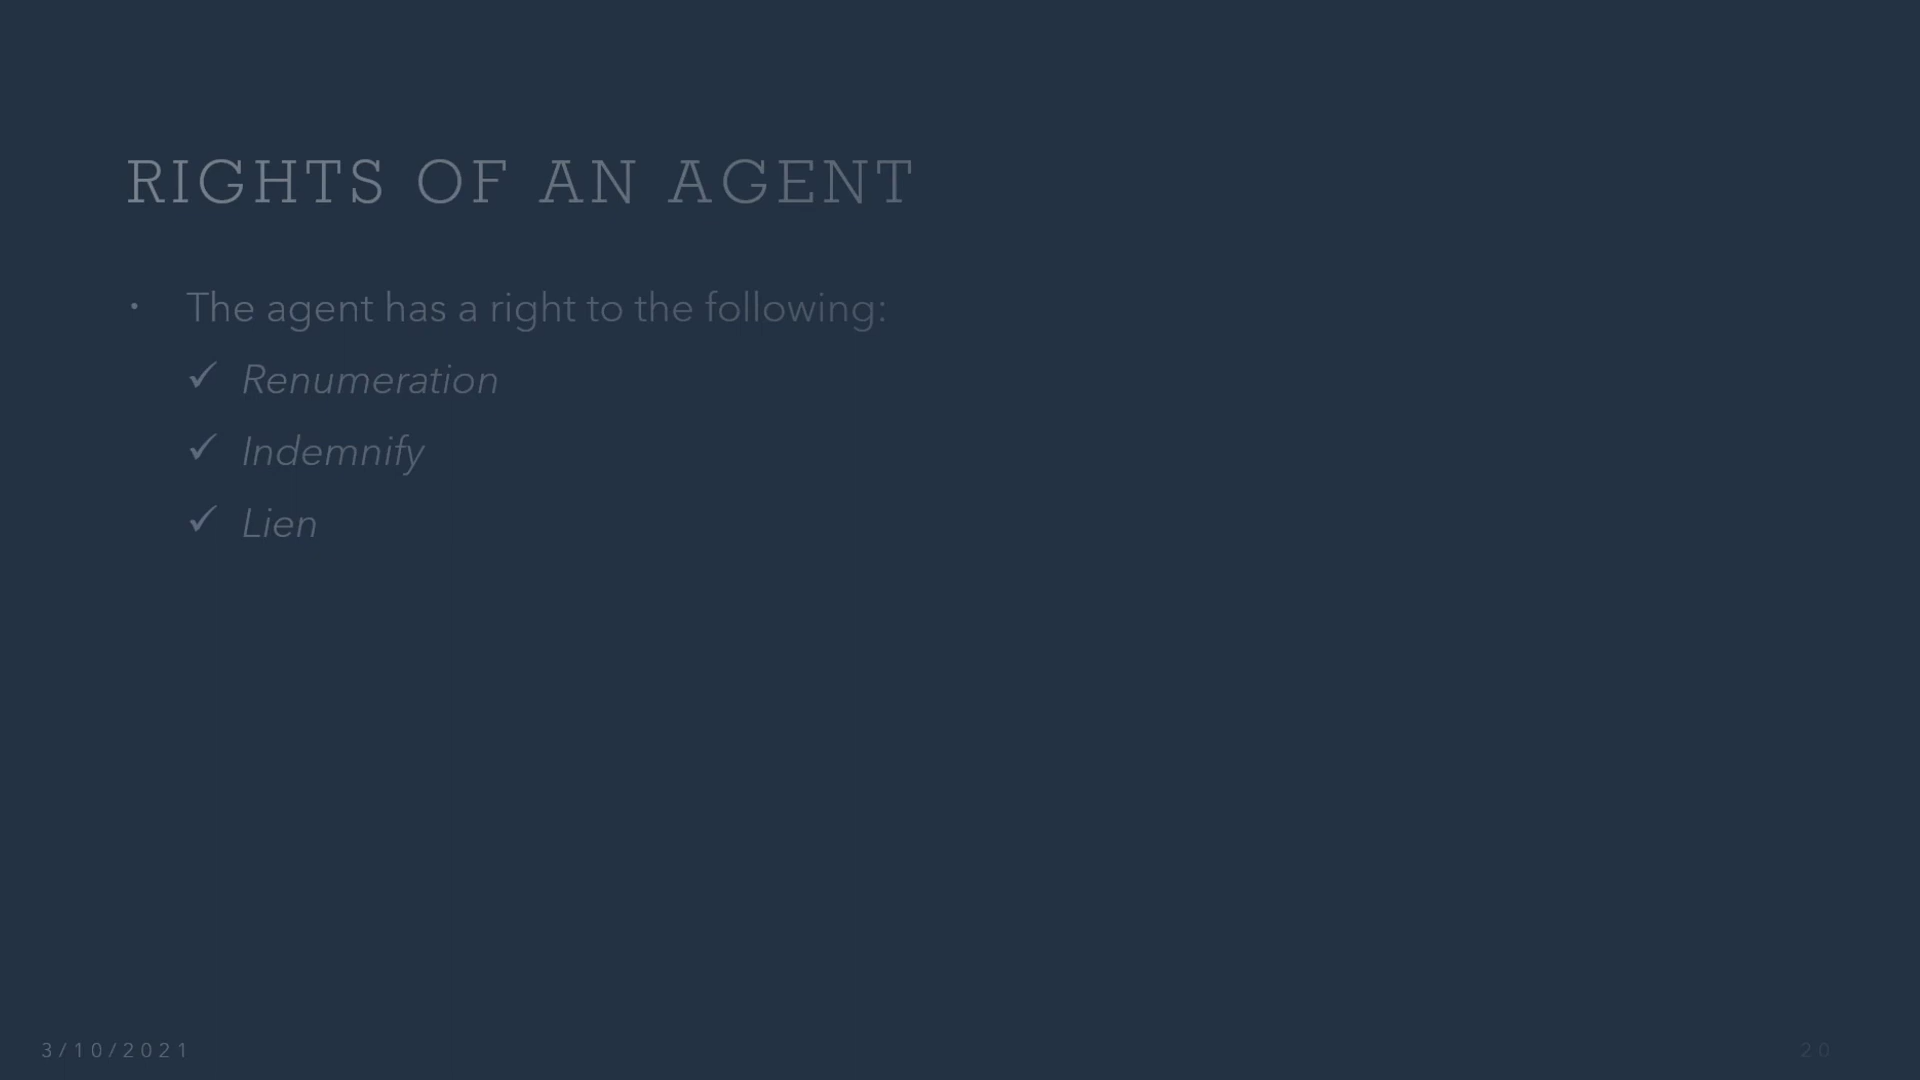 RIGHTS OF AN AGENT
· The agent has a right to the following:
✓ Renumeration
✓ Indemnify
✓ Lien
3/10/2021
20